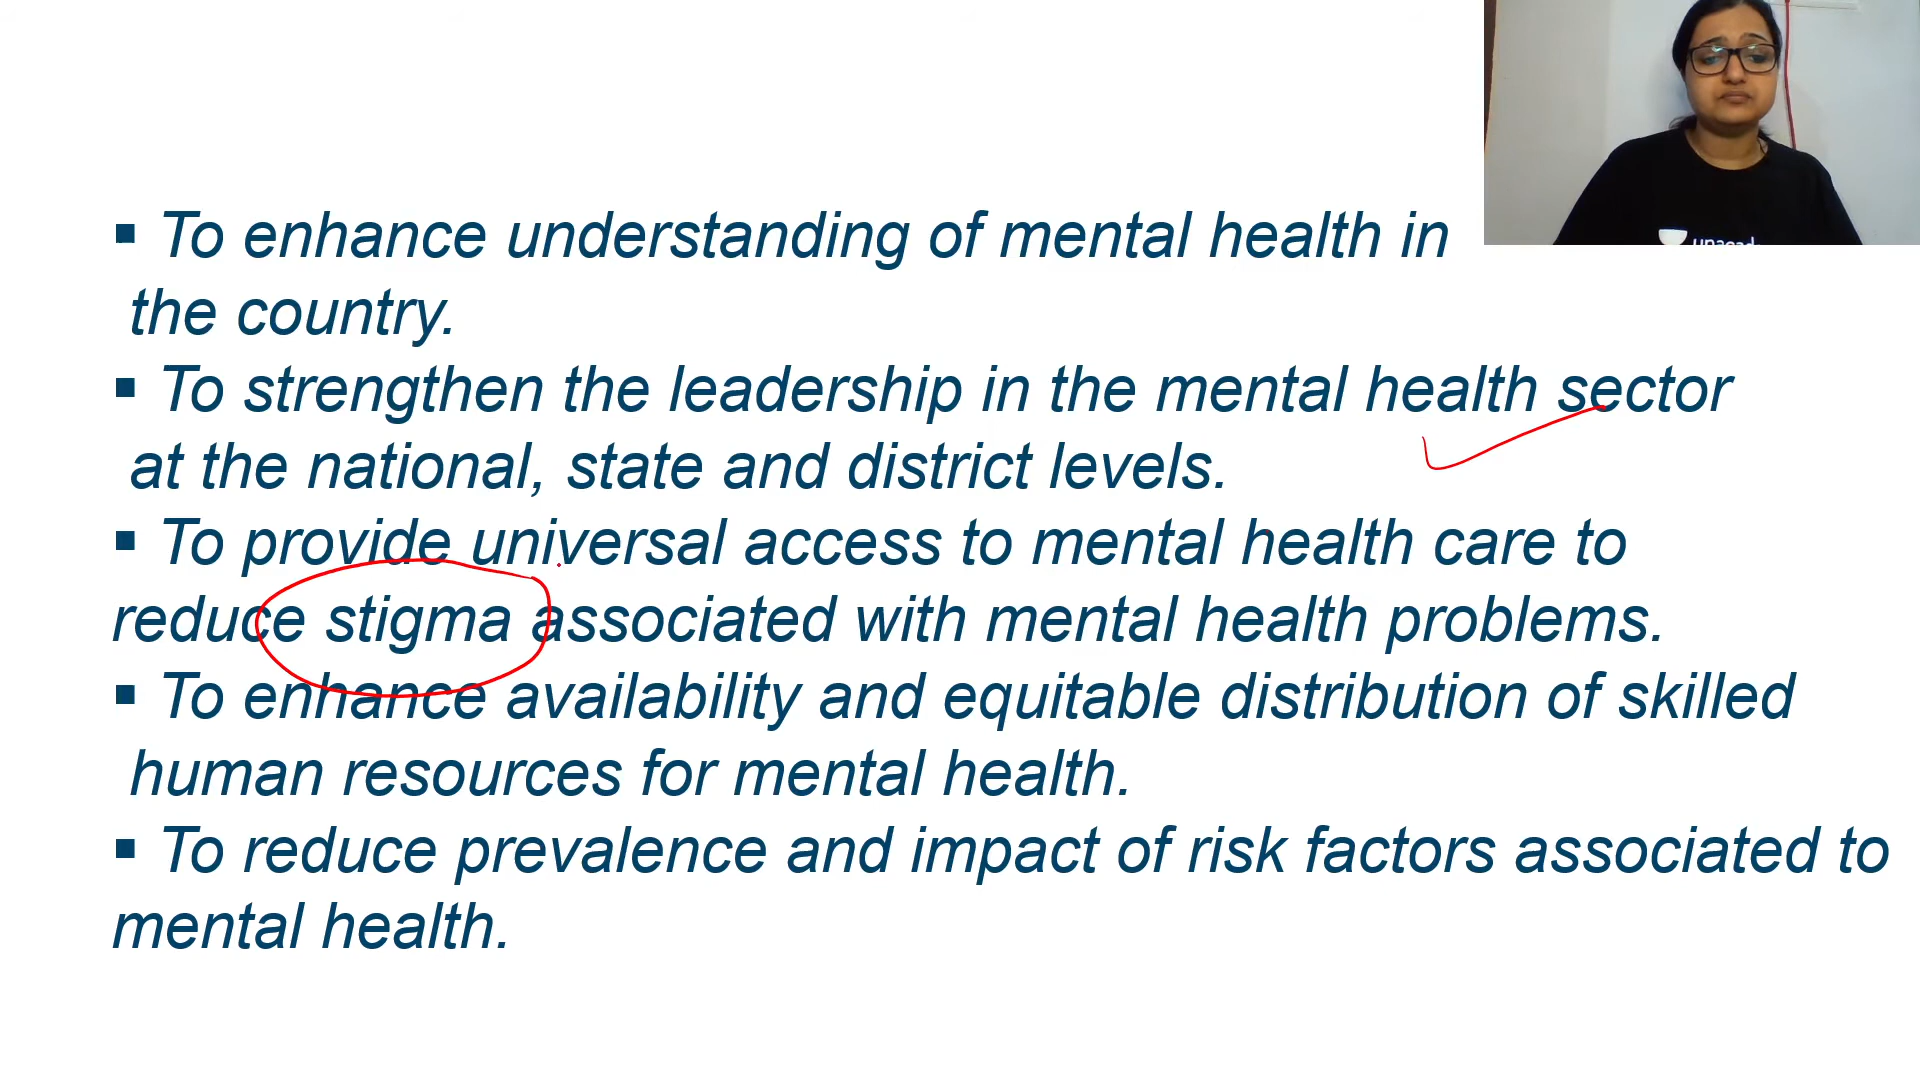 ▪ To enhance understanding of mental health in
the country.
▪ To strengthen the leadership in the mental health sector
at the national, state and district levels.
▪ To provide universal access to mental health care to
reduce stigma associated with mental health problems.
▪ To enhance availability and equitable distribution of skilled
human resources for mental health.
▪ To reduce prevalence and impact of risk factors associated to
mental health.